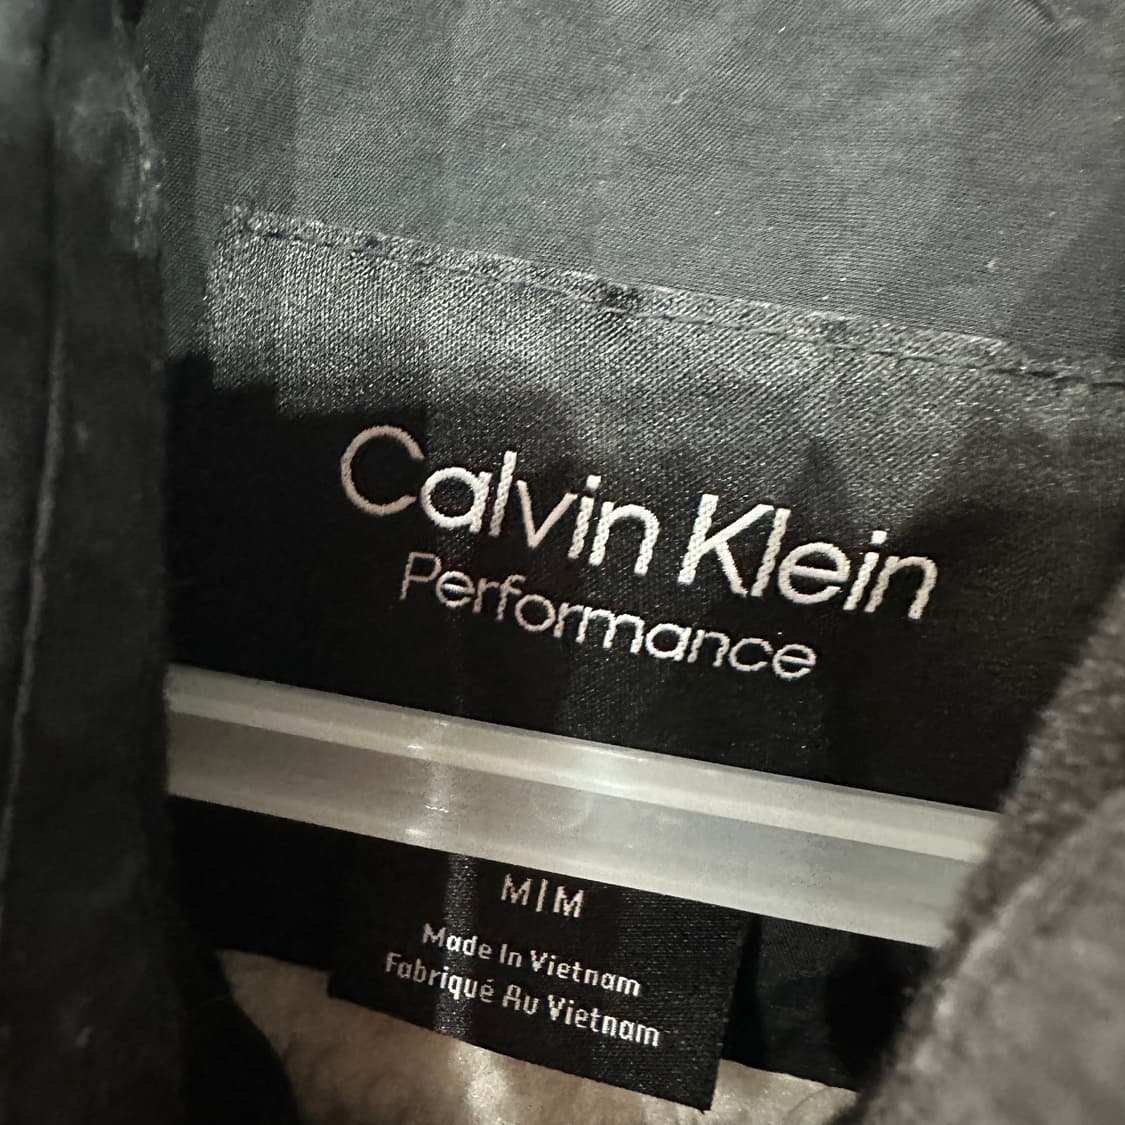 Calvin Klein
Performance
M|M
Made In Vietnam
Fabriqué Au Vietnam